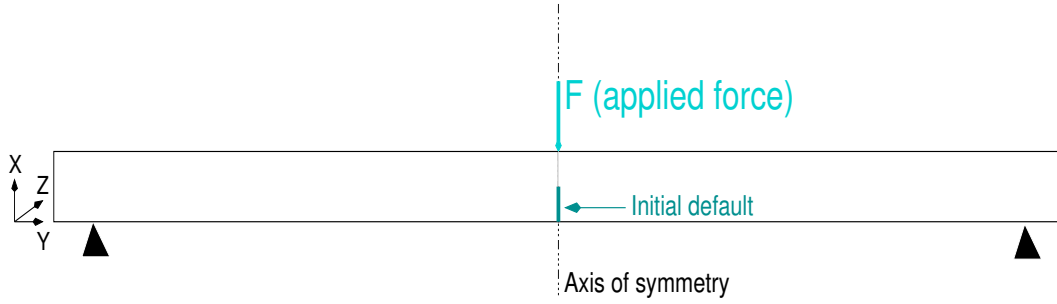 F (applied force)
X
Z
Y
Initial default
Axis of symmetry